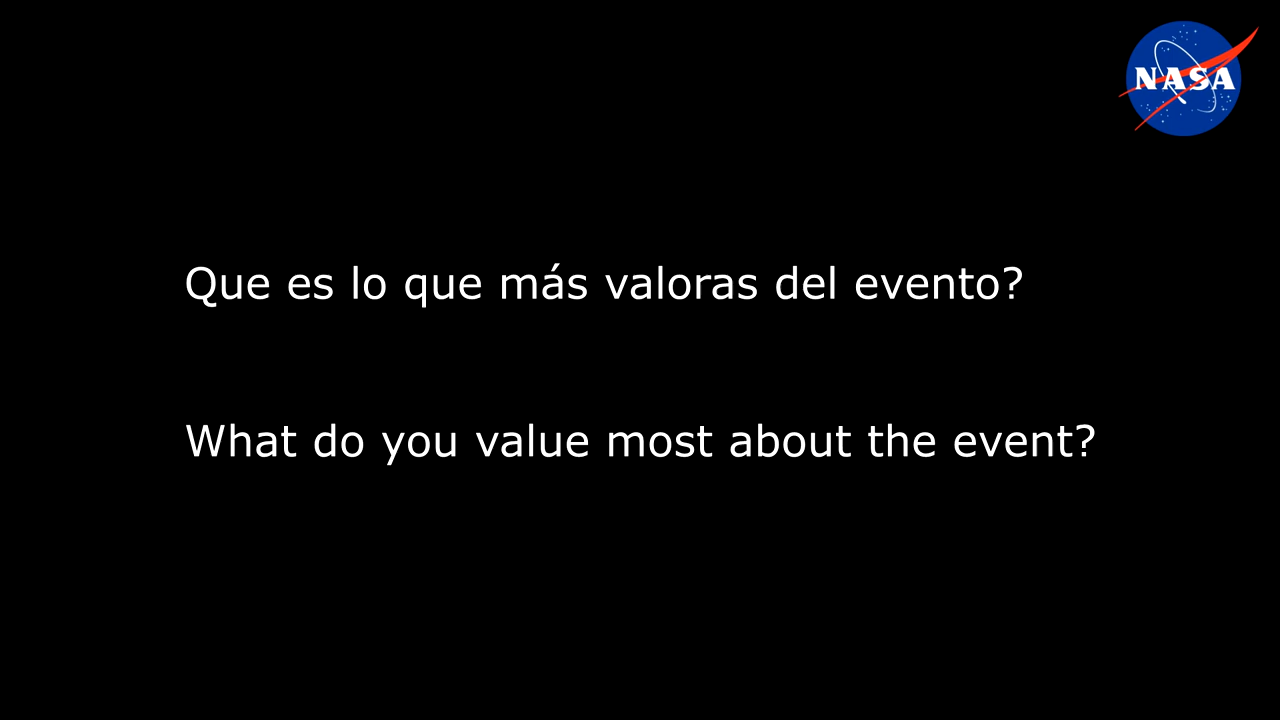 NASA
Que es lo que más valoras del evento?
What do you value most about the event?